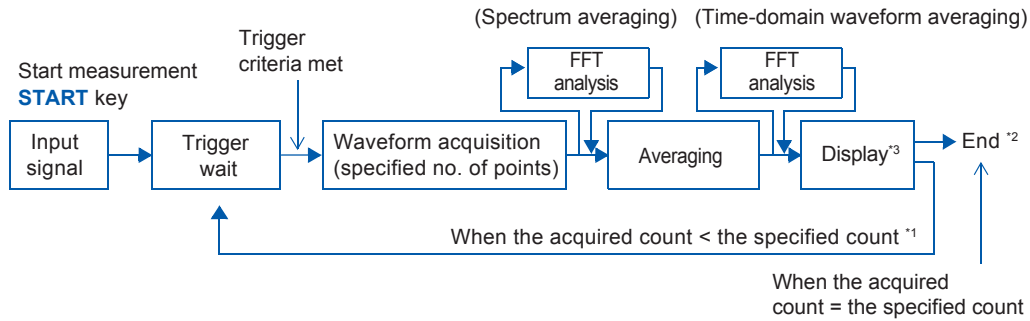 (Spectrum averaging)
(Time-domain waveform averaging)
Trigger
criteria met
FFT
analysis
FFT
analysis
Start measurement
START key
Input
signal
Trigger
wait
Waveform acquisition
(specified no. of points)
Averaging
Display*3
End *2
When the acquired count < the specified count *1
When the acquired
count = the specified count